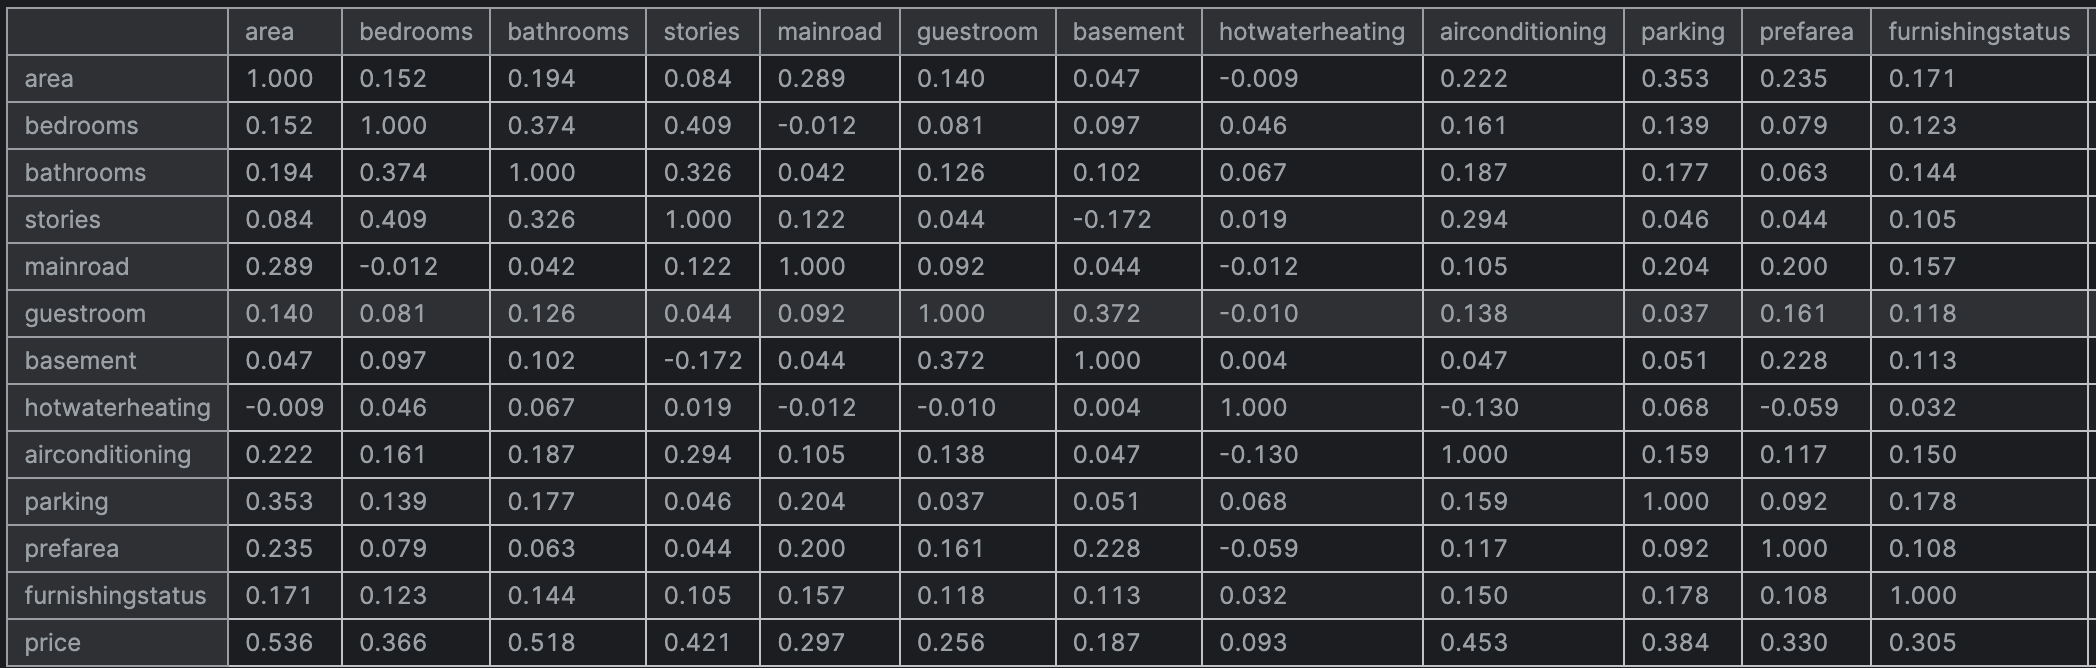 area bedrooms bathrooms stories mainroad guestroom basement hotwaterheating airconditioning parking prefarea furnishingstatus
area 1.000 0.152 0.194 0.084 0.289 0.140 0.047 -0.009 0.222 0.353 0.235 0.171
bedrooms 0.152 1.000 0.374 0.409 -0.012 0.081 0.097 0.046 0.161 0.139 0.079 0.123
bathrooms 0.194 0.374 1.000 0.326 0.042 0.126 0.102 0.067 0.187 0.177 0.063 0.144
stories 0.084 0.409 0.326 1.000 0.122 0.044 -0.172 0.019 0.294 0.046 0.044 0.105
mainroad 0.289 -0.012 0.042 0.122 1.000 0.092 0.044 -0.012 0.105 0.204 0.200 0.157
guestroom 0.140 0.081 0.126 0.044 0.092 1.000 0.372 -0.010 0.138 0.037 0.161 0.118
basement 0.047 0.097 0.102 -0.172 0.044 0.372 1.000 0.004 0.047 0.051 0.228 0.113
hotwaterheating -0.009 0.046 0.067 0.019 -0.012 -0.010 0.004 1.000 -0.130 0.068 -0.059 0.032
airconditioning 0.222 0.161 0.187 0.294 0.105 0.138 0.047 -0.130 1.000 0.159 0.117 0.150
parking 0.353 0.139 0.177 0.046 0.204 0.037 0.051 0.068 0.159 1.000 0.092 0.178
prefarea 0.235 0.079 0.063 0.044 0.200 0.161 0.228 -0.059 0.117 0.092 1.000 0.108
furnishingstatus 0.171 0.123 0.144 0.105 0.157 0.118 0.113 0.032 0.150 0.178 0.108 1.000
price 0.536 0.366 0.518 0.421 0.297 0.256 0.187 0.093 0.453 0.384 0.330 0.305